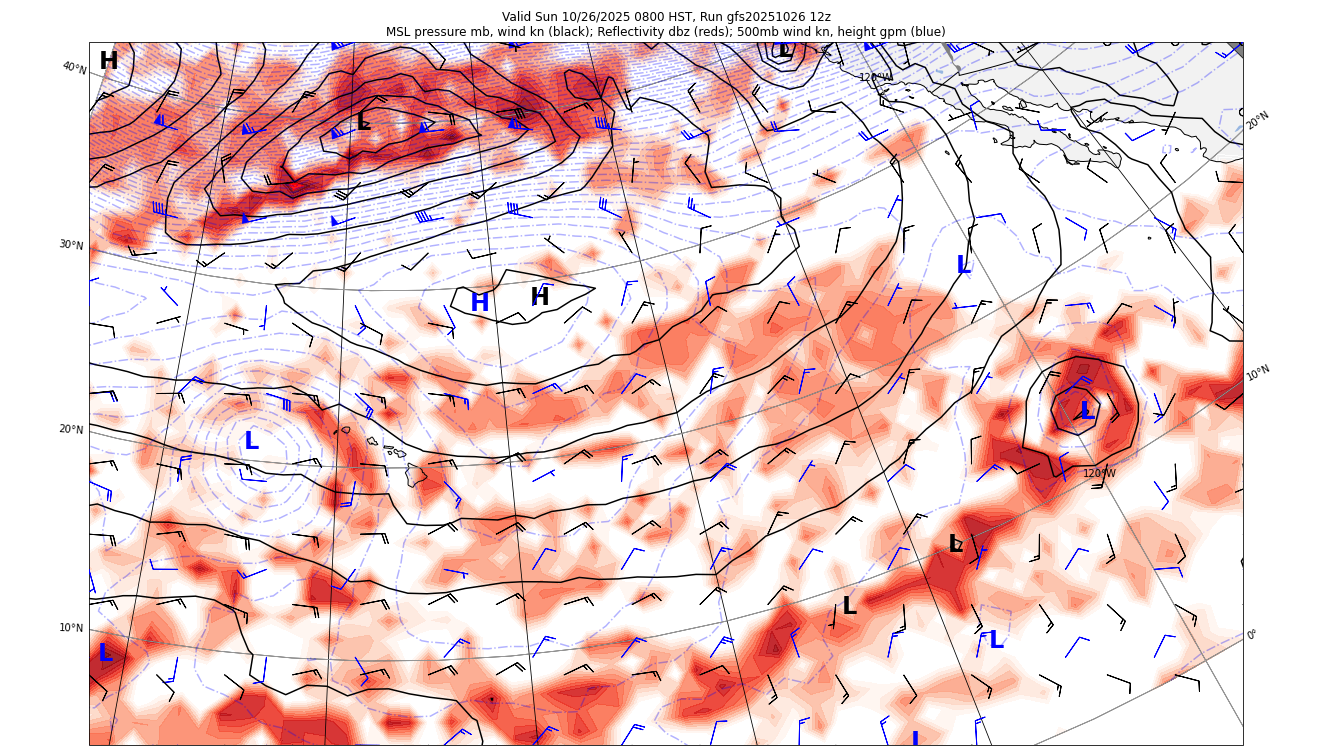 Valid Sun 10/26/2025 0800 HST, Run gfs20251026 12z
MSL pressure mb, wind kn (black); Reflectivity dbz (reds); 500mb wind kn, height gpm (blue)
H
L
40°N
120°W
20°N
L
30°N
L
H
H
10°N
L
20°N
L
120°W
L
L
10°N
0°
L
L
L